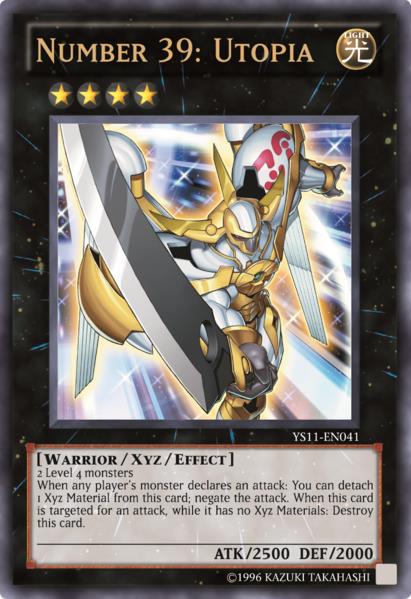 NUMBER 39: UTOPIA
LIGHT
光
39
YS11-EN041
[WARRIOR / XYZ / EFFECT]
2 Level 4 monsters
When any player's monster declares an attack: You can detach
1 Xyz Material from this card; negate the attack. When this card
is targeted for an attack, while it has no Xyz Materials: Destroy
this card.
ATK/2500 DEF/2000
©1996 KAZUKI TAKAHASHI